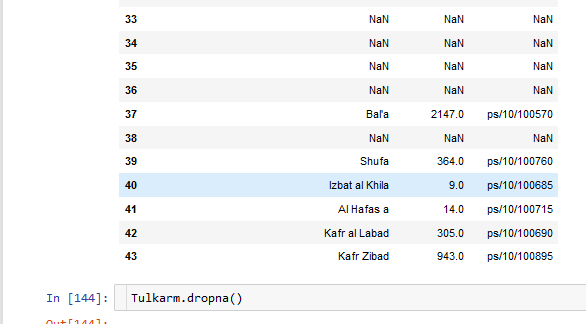 33 NaN NaN NaN
34 NaN NaN NaN
35 NaN NaN NaN
36 NaN NaN NaN
37 Bal'a 2147.0 ps/10/100570
38 NaN NaN NaN
39 Shufa 364.0 ps/10/100760
40 Izbat al Khila 9.0 ps/10/100685
41 Al Hafas a 14.0 ps/10/100715
42 Kafr al Labad 305.0 ps/10/100690
43 Kafr Zibad 943.0 ps/10/100895
In [144]: Tulkarm.dropna()
Out[144]: